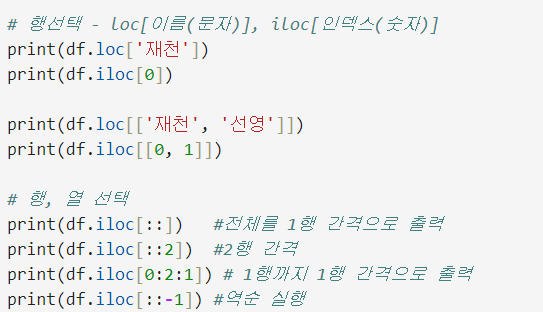 # 행선택 - loc[이름(문자)], iloc[인덱스(숫자)]
print(df.loc['재천'])
print(df.iloc[0])
print(df.loc[['재천', '선영']])
print(df.iloc[[0, 1]])
# 행, 열 선택
print(df.iloc[::]) #전체를 1행 간격으로 출력
print(df.iloc[::2]) #2행 간격
print(df.iloc[0:2:1]) # 1행까지 1행 간격으로 출력
print(df.iloc[::-1]) #역순 실행